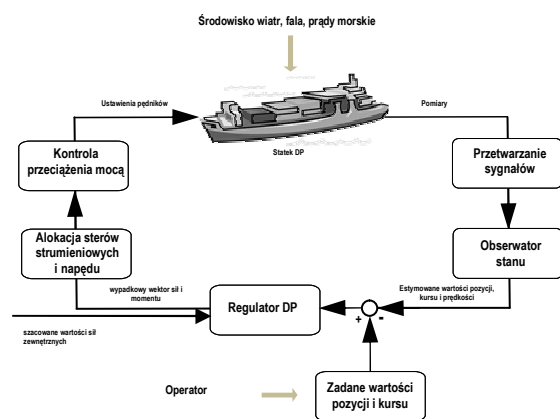 Środowisko wiatr, fala, prądy morskie
Ustawienia pędników
Pomiary
Statek DP
Kontrola
przeciążenia mocą
Przetwarzanie
sygnałów
Alokacja sterów
strumieniowych
i napędu
Obserwator
stanu
wypadkowy wektor sił i
momentu
Regulator DP
Estymowane wartości pozycji,
kursu i prędkości
+
-
szacowane wartości sił
zewnętrznych
Operator
Zadane wartości
pozycji i kursu